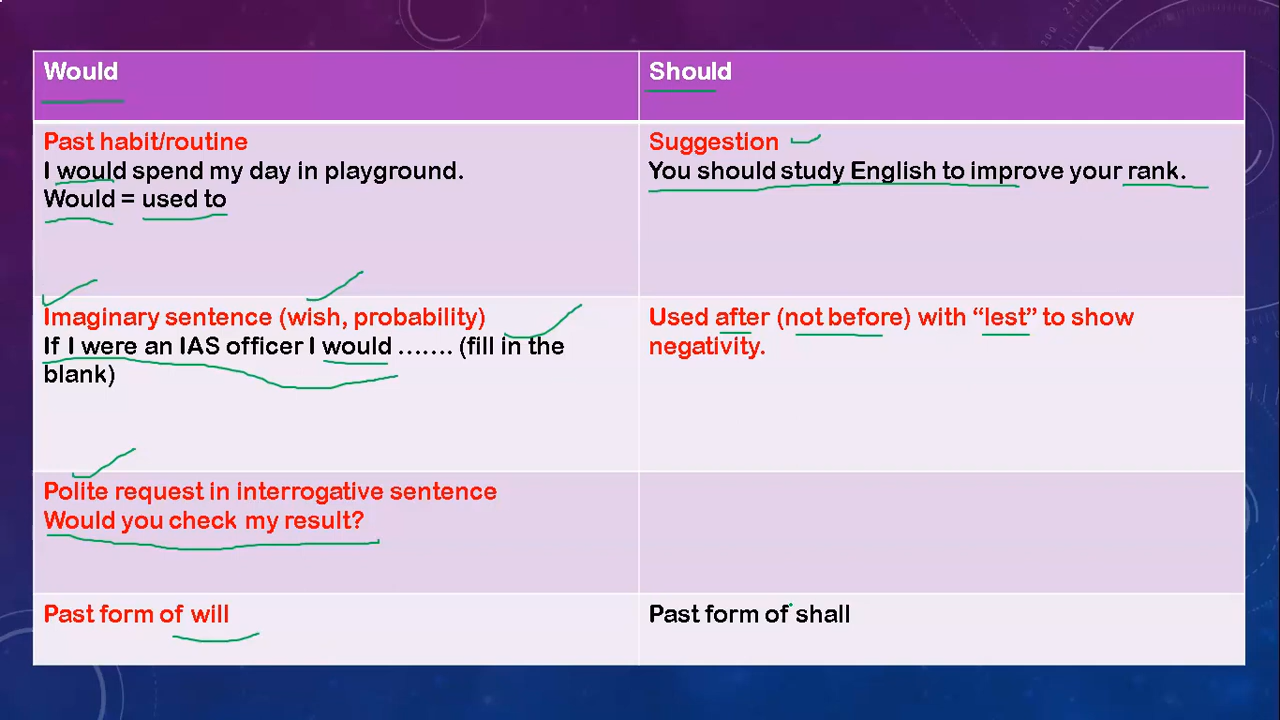 Would
Should
Past habit/routine
I would spend my day in playground.
Would = used to
Suggestion
You should study English to improve your rank.
Imaginary sentence (wish, probability)
If I were an IAS officer I would ……. (fill in the
blank)
Used after (not before) with “lest” to show
negativity.
Polite request in interrogative sentence
Would you check my result?
Past form of will
Past form of shall